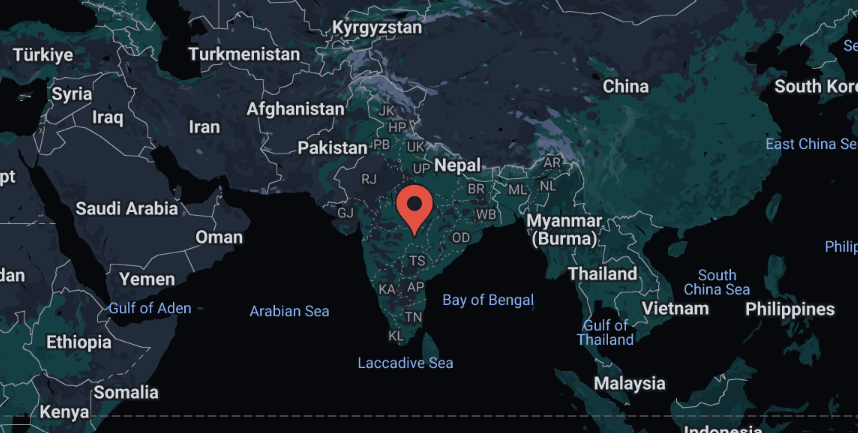 Kyrgyzstan
Türkiye
Turkmenistan
Syria
China
South Kore
Afghanistan
JK
Iraq
HP
Iran
Pakistan
PB
UK
East China Se
Nepal
UP
AR
pt
RJ
BR
ML
NL
Saudi Arabia
GJ
WB
Myanmar
(Burma)
Oman
OD
Philip
TS
dan
Yemen
Thailand
South
China Sea
KA
AP
Gulf of Aden
Arabian Sea
Bay of Bengal
Vietnam
Philippines
TN
Gulf of
Thailand
KL
Ethiopia
Laccadive Sea
Malaysia
Somalia
Kenya